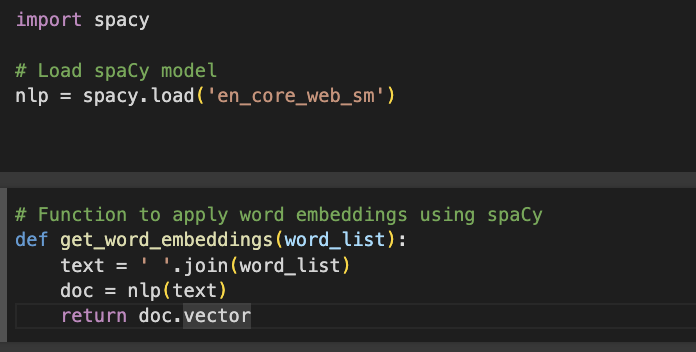 import spacy
# Load spaCy model
nlp = spacy.load('en_core_web_sm')
# Function to apply word embeddings using spaCy
def get_word_embeddings(word_list):
    text = ' '.join(word_list)
    doc = nlp(text)
    return doc.vector